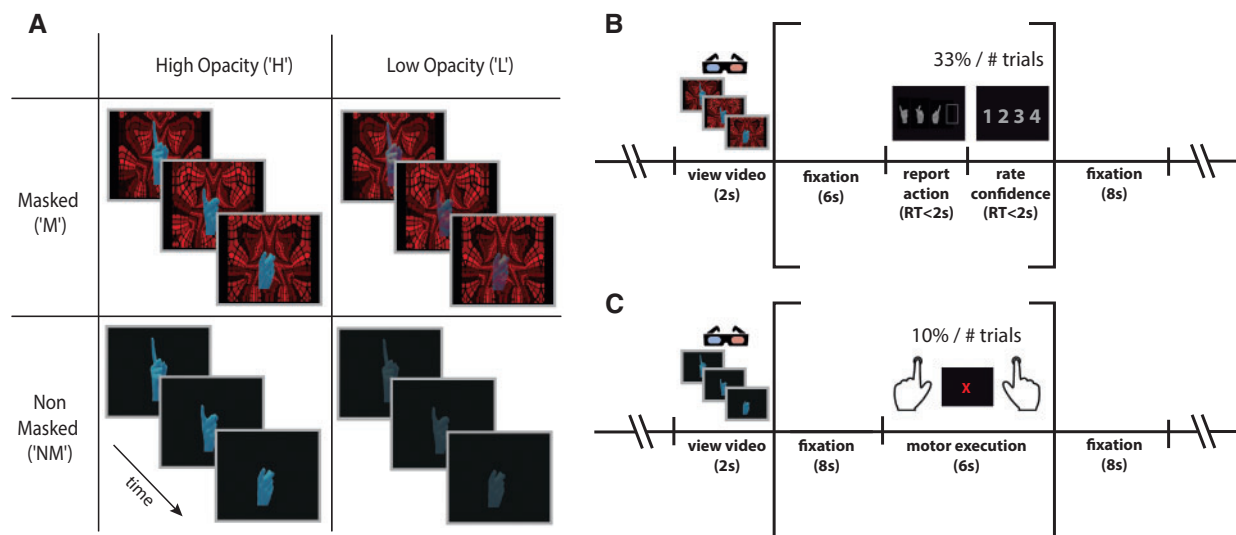 A
High Opacity ('H')
Low Opacity ('L')
Masked
('M')
Non
Masked
('NM')
time
B
33% / # trials
1 2 3 4
view video
(2s)
fixation
(6s)
report
action
(RT<2s)
rate
confidence
(RT<2s)
fixation
(8s)
C
10% / # trials
X
view video
(2s)
fixation
(8s)
motor execution
(6s)
fixation
(8s)